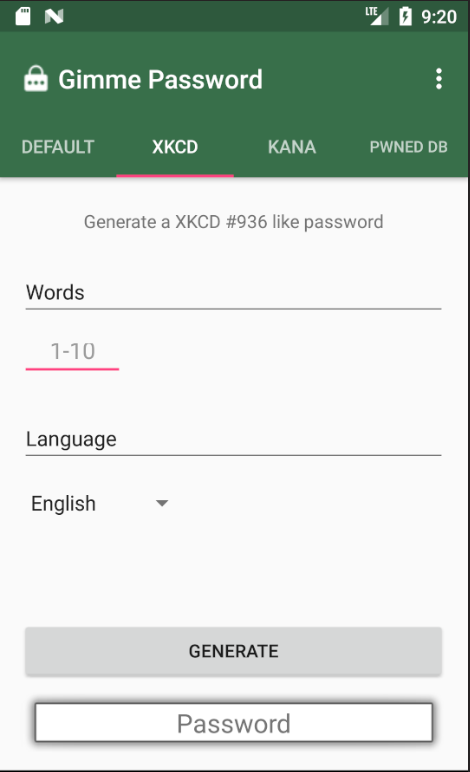 LTE 9:20
Gimme Password
DEFAULT XKCD KANA PWNED DB
Generate a XKCD #936 like password
Words
1-10
Language
English
GENERATE
Password